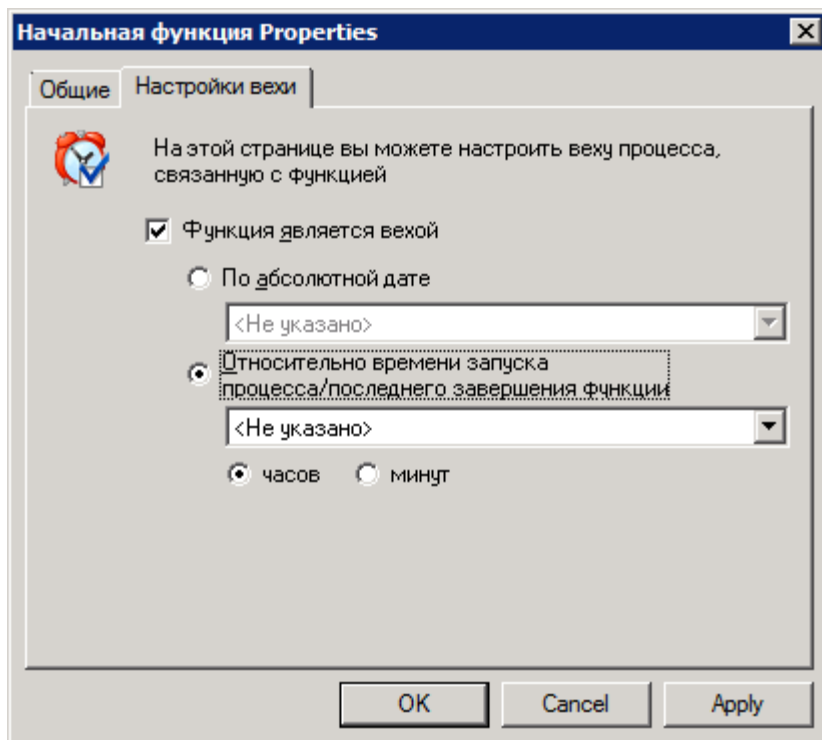 Начальная функция Properties
Общие
Настройки вехи
На этой странице вы можете настроить веху процесса,
связанную с функцией
Функция является вехой
По абсолютной дате
<Не указано>
Относительно времени запуска
процесса/последнего завершения функции
<Не указано>
часов
минут
OK
Cancel
Apply